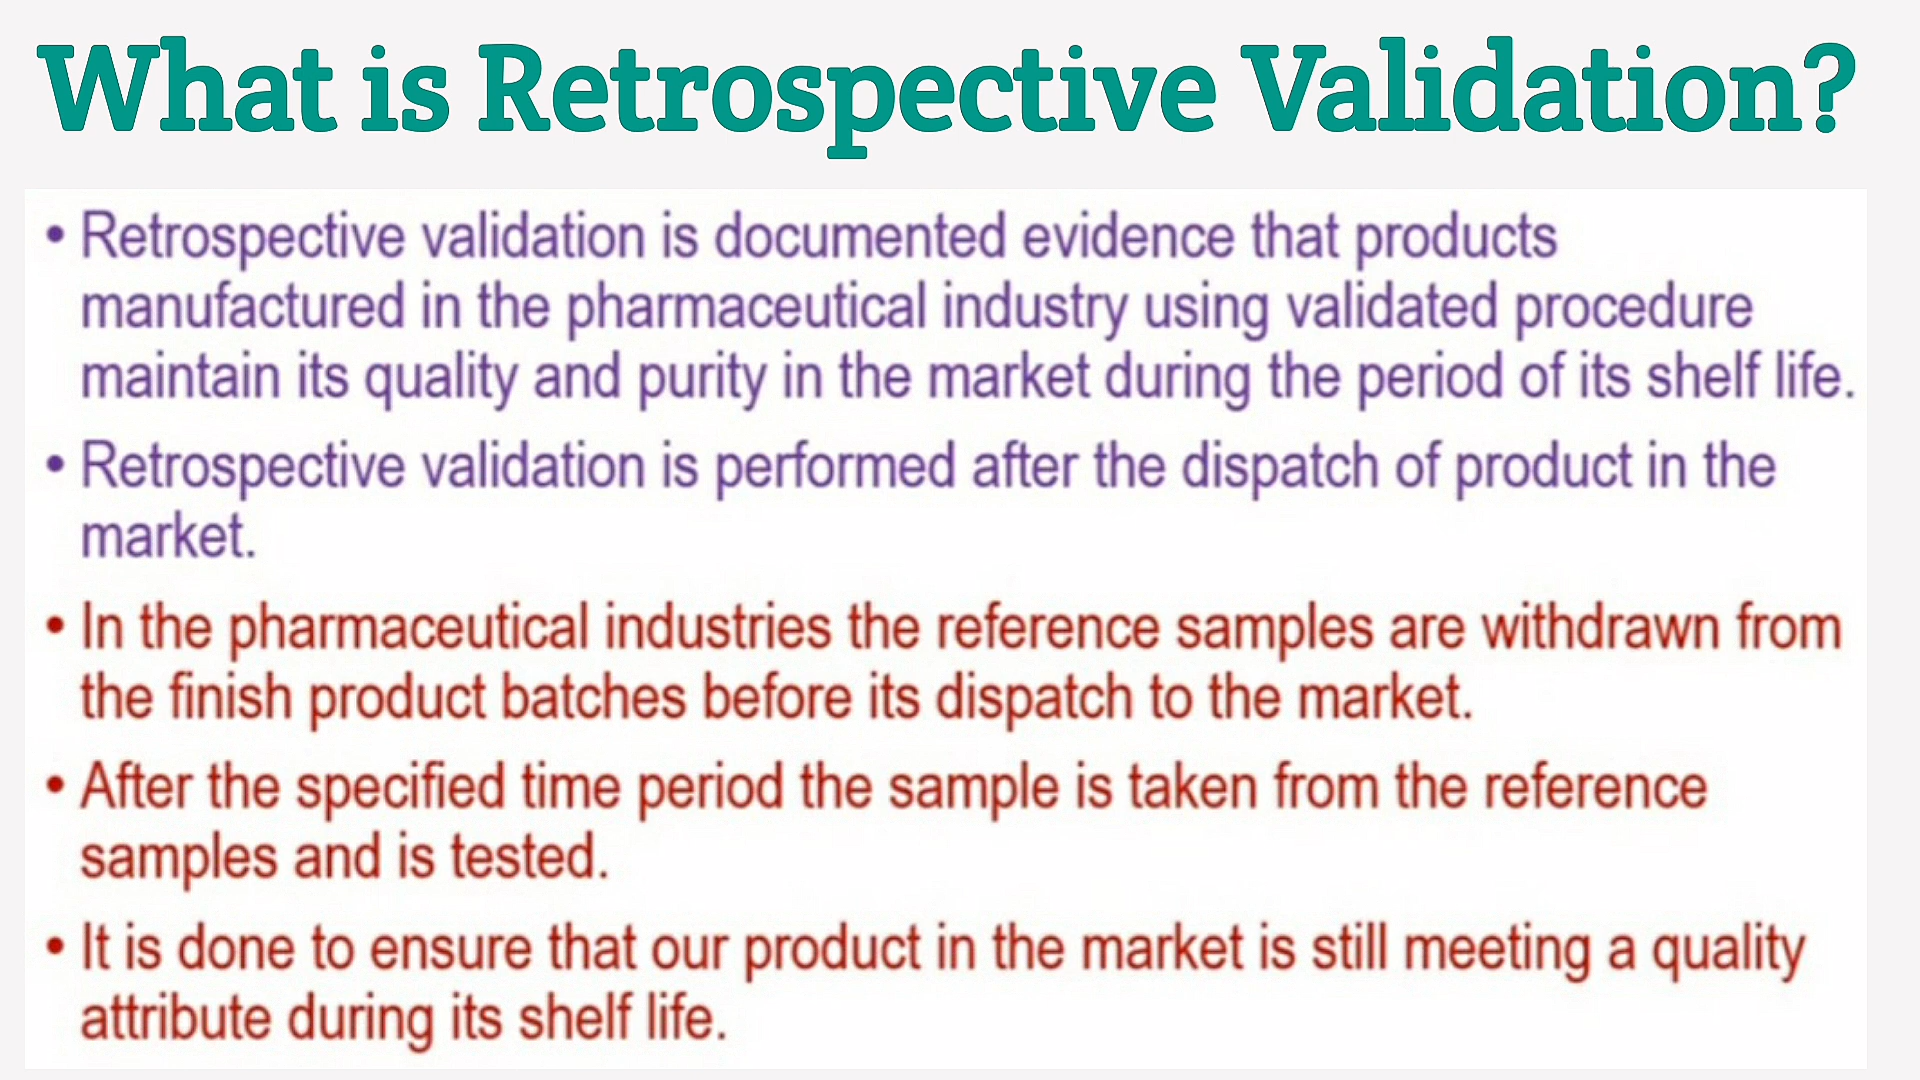 What is Retrospective Validation?
• Retrospective validation is documented evidence that products
manufactured in the pharmaceutical industry using validated procedure
maintain its quality and purity in the market during the period of its shelf life.
• Retrospective validation is performed after the dispatch of product in the
market.
• In the pharmaceutical industries the reference samples are withdrawn from
the finish product batches before its dispatch to the market.
• After the specified time period the sample is taken from the reference
samples and is tested.
• It is done to ensure that our product in the market is still meeting a quality
attribute during its shelf life.